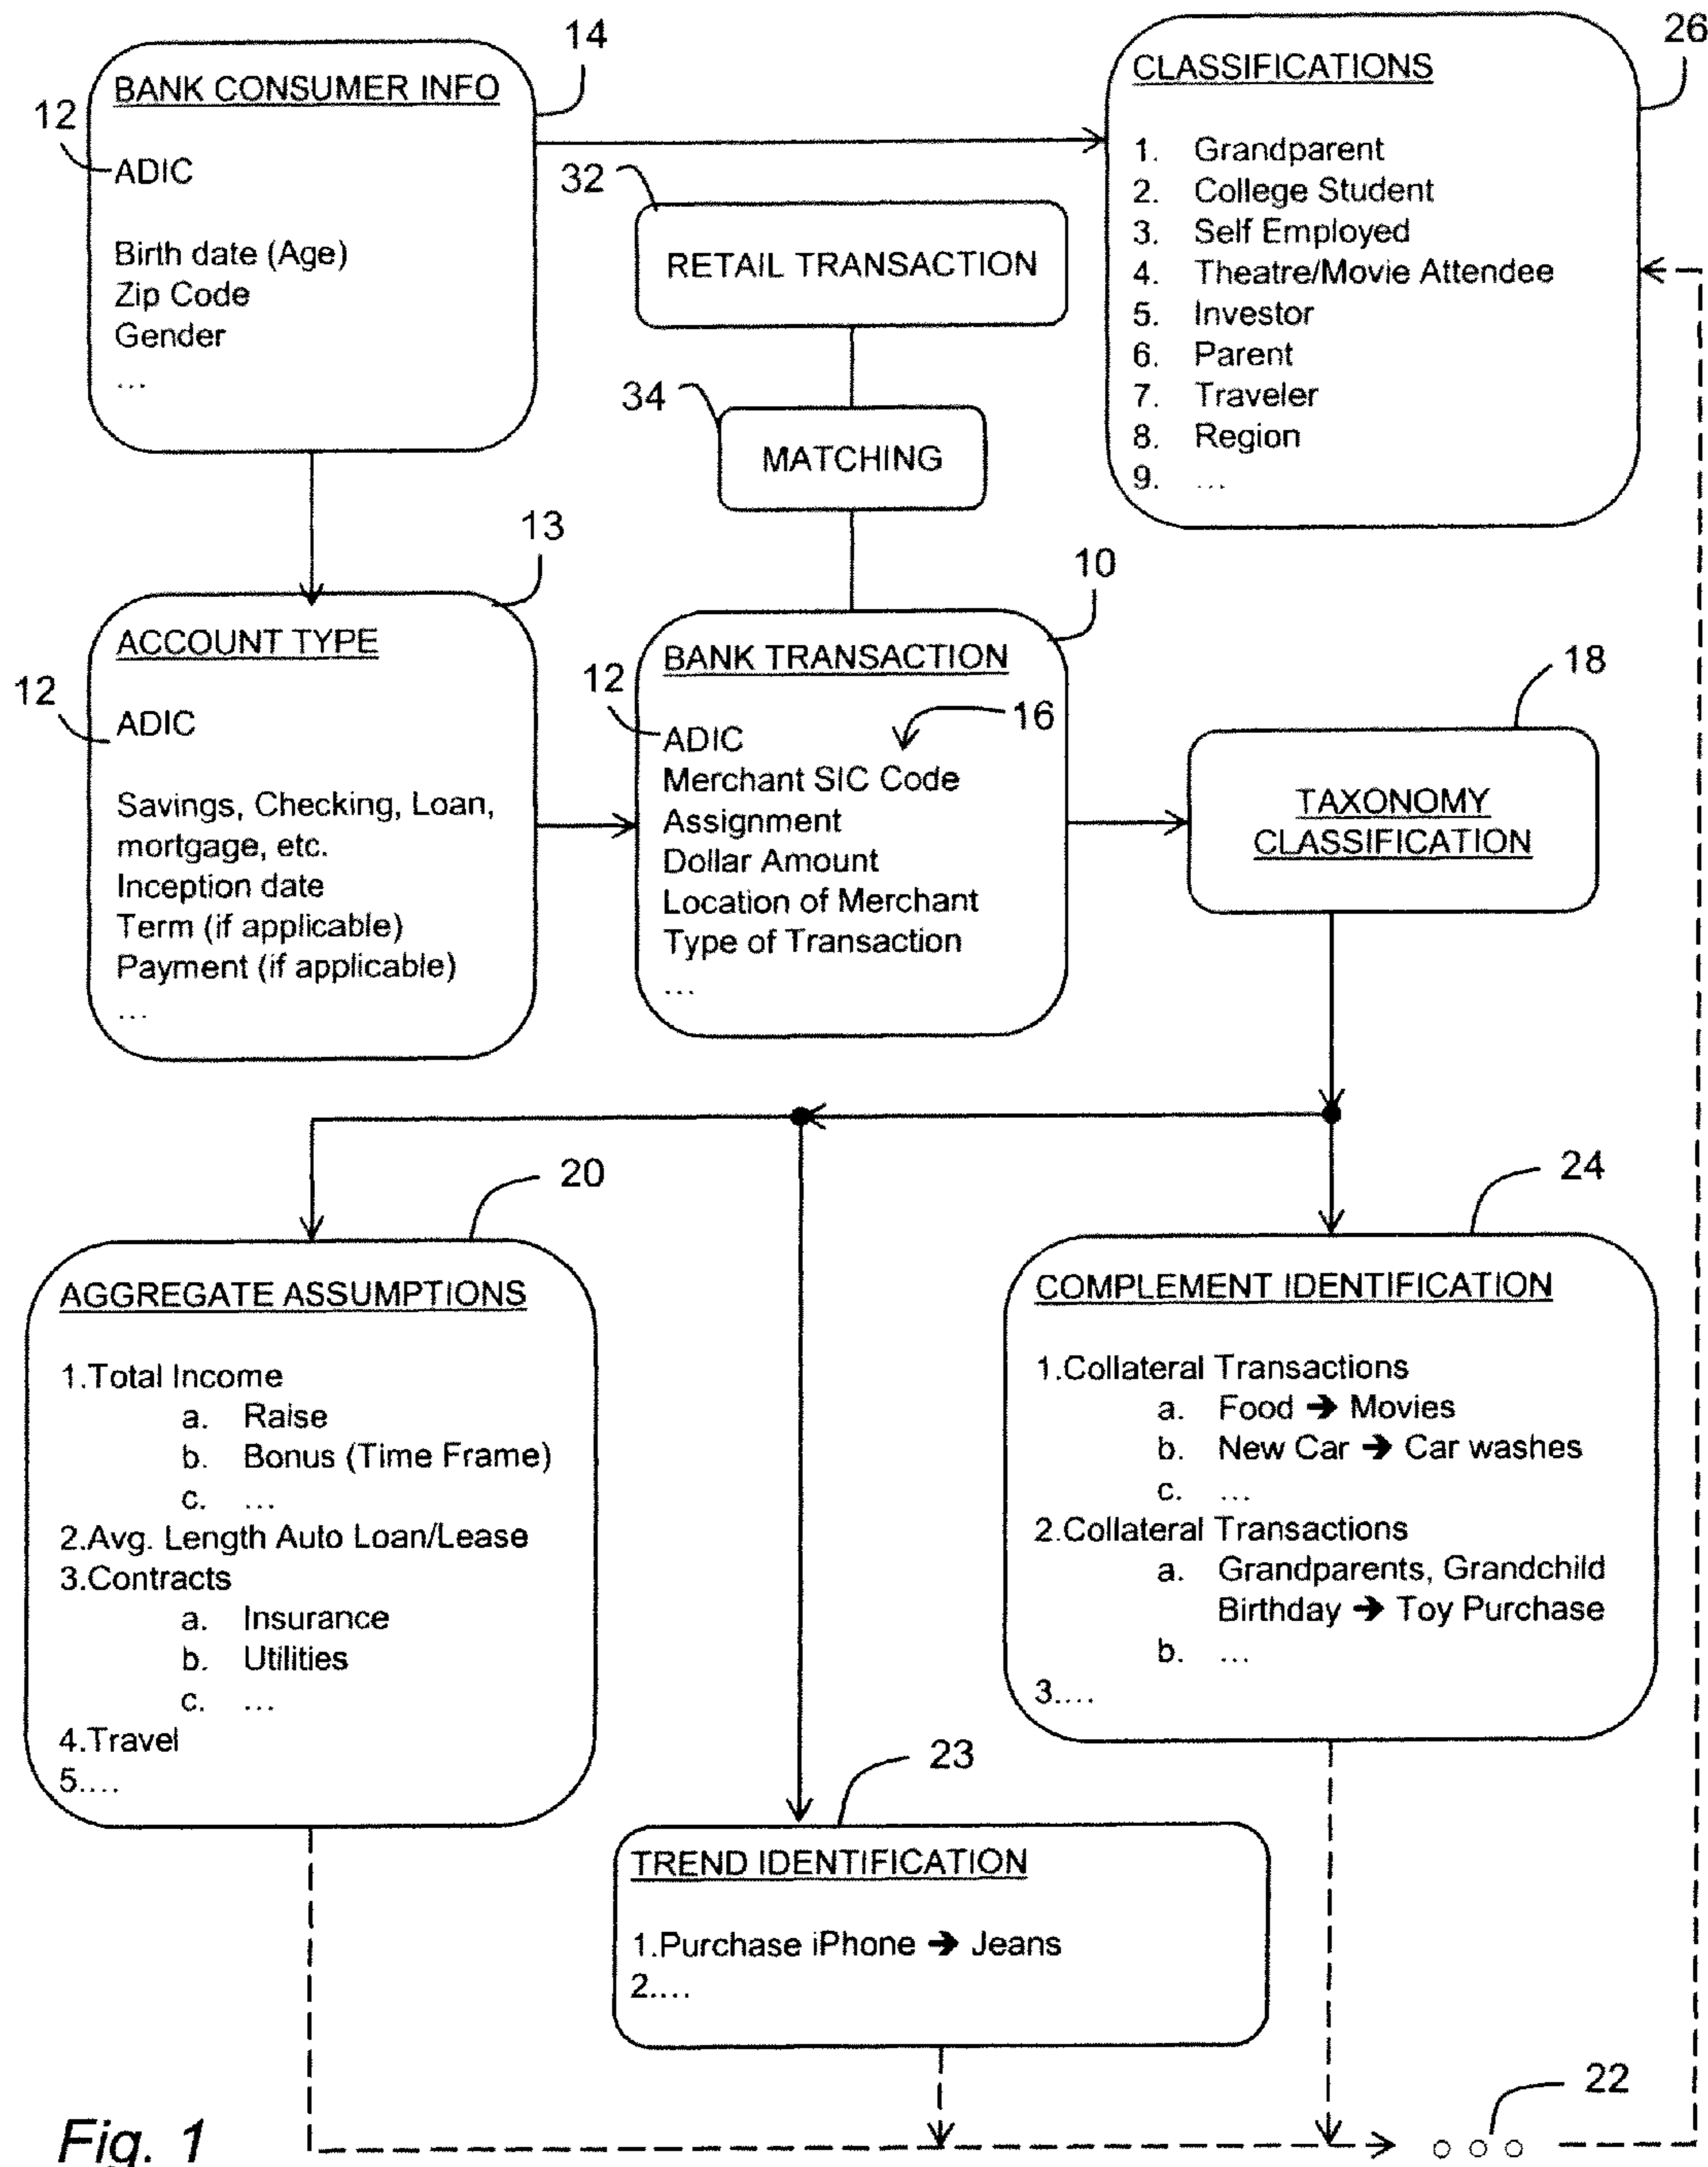 14
BANK CONSUMER INFO
12
ADIC
Birth date (Age)
Zip Code
Gender
...
26
CLASSIFICATIONS
1. Grandparent
2. College Student
3. Self Employed
4. Theatre/Movie Attendee
5. Investor
6. Parent
7. Traveler
8. Region
9. ...
32
RETAIL TRANSACTION
34
MATCHING
13
ACCOUNT TYPE
12
ADIC
Savings, Checking, Loan,
mortgage, etc.
Inception date
Term (if applicable)
Payment (if applicable)
...
10
BANK TRANSACTION
12
16
ADIC
Merchant SIC Code
Assignment
Dollar Amount
Location of Merchant
Type of Transaction
...
18
TAXONOMY
CLASSIFICATION
20
AGGREGATE ASSUMPTIONS
1.Total Income
a. Raise
b. Bonus (Time Frame)
c. ...
2.Avg. Length Auto Loan/Lease
3.Contracts
a. Insurance
b. Utilities
c. ...
4.Travel
5....
24
COMPLEMENT IDENTIFICATION
1.Collateral Transactions
a. Food ➔ Movies
b. New Car ➔ Car washes
c. ...
2.Collateral Transactions
a. Grandparents, Grandchild
Birthday ➔ Toy Purchase
b. ...
3....
23
TREND IDENTIFICATION
1.Purchase iPhone ➔ Jeans
2....
22
Fig. 1